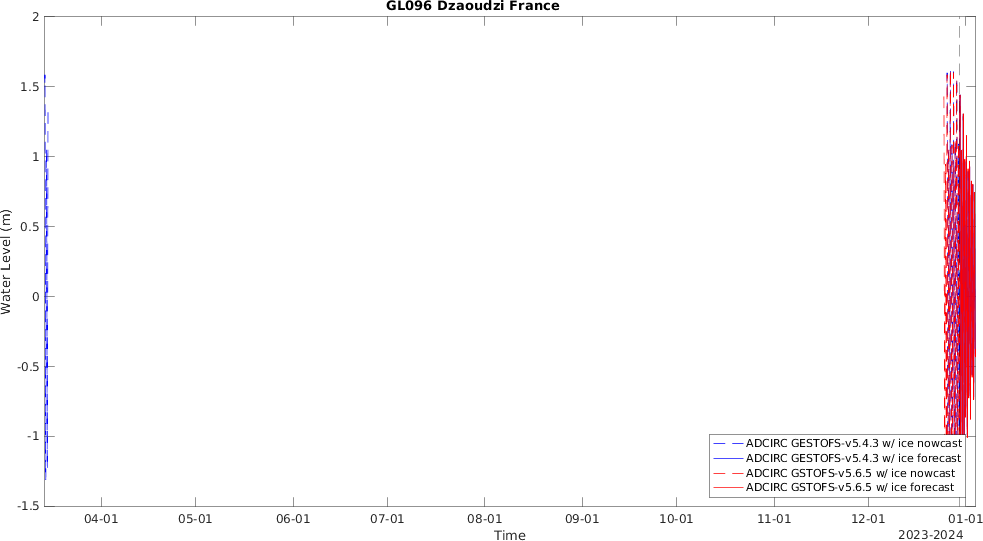 GL096 Dzaoudzi France
2
1.5
1
0.5
0
-0.5
-1
-1.5
Water Level (m)
ADCIRC GESTOFS-v5.4.3 w/ ice nowcast
ADCIRC GESTOFS-v5.4.3 w/ ice forecast
ADCIRC GSTOFS-v5.6.5 w/ ice nowcast
ADCIRC GSTOFS-v5.6.5 w/ ice forecast
04-01 05-01 06-01 07-01 08-01 09-01 10-01 11-01 12-01 01-01
Time
2023-2024